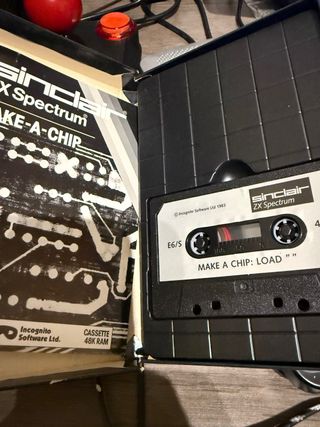 sinclair
ZX Spectrum
MAKE-A-CHIP
Incognito
Software Ltd.
CASSETTE
48K RAM
© Incognito Software Ltd 1983
sinclair
ZX Spectrum
E6/S
4
MAKE A CHIP: LOAD " "